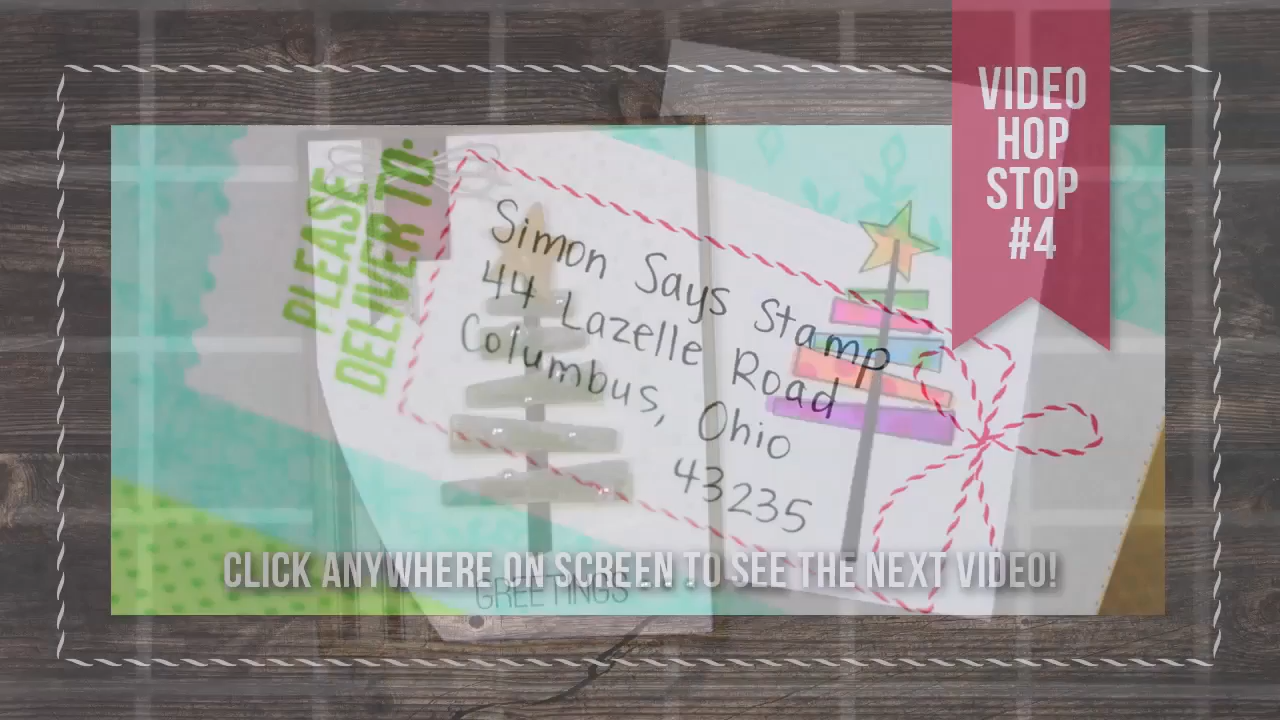 VIDEO
HOP
STOP
#4
PLEASE
DELIVER TO:
Simon Says Stamp
44 Lazelle Road
Columbus, Ohio
43235
CLICK ANYWHERE ON SCREEN TO SEE THE NEXT VIDEO!
GREETINGS